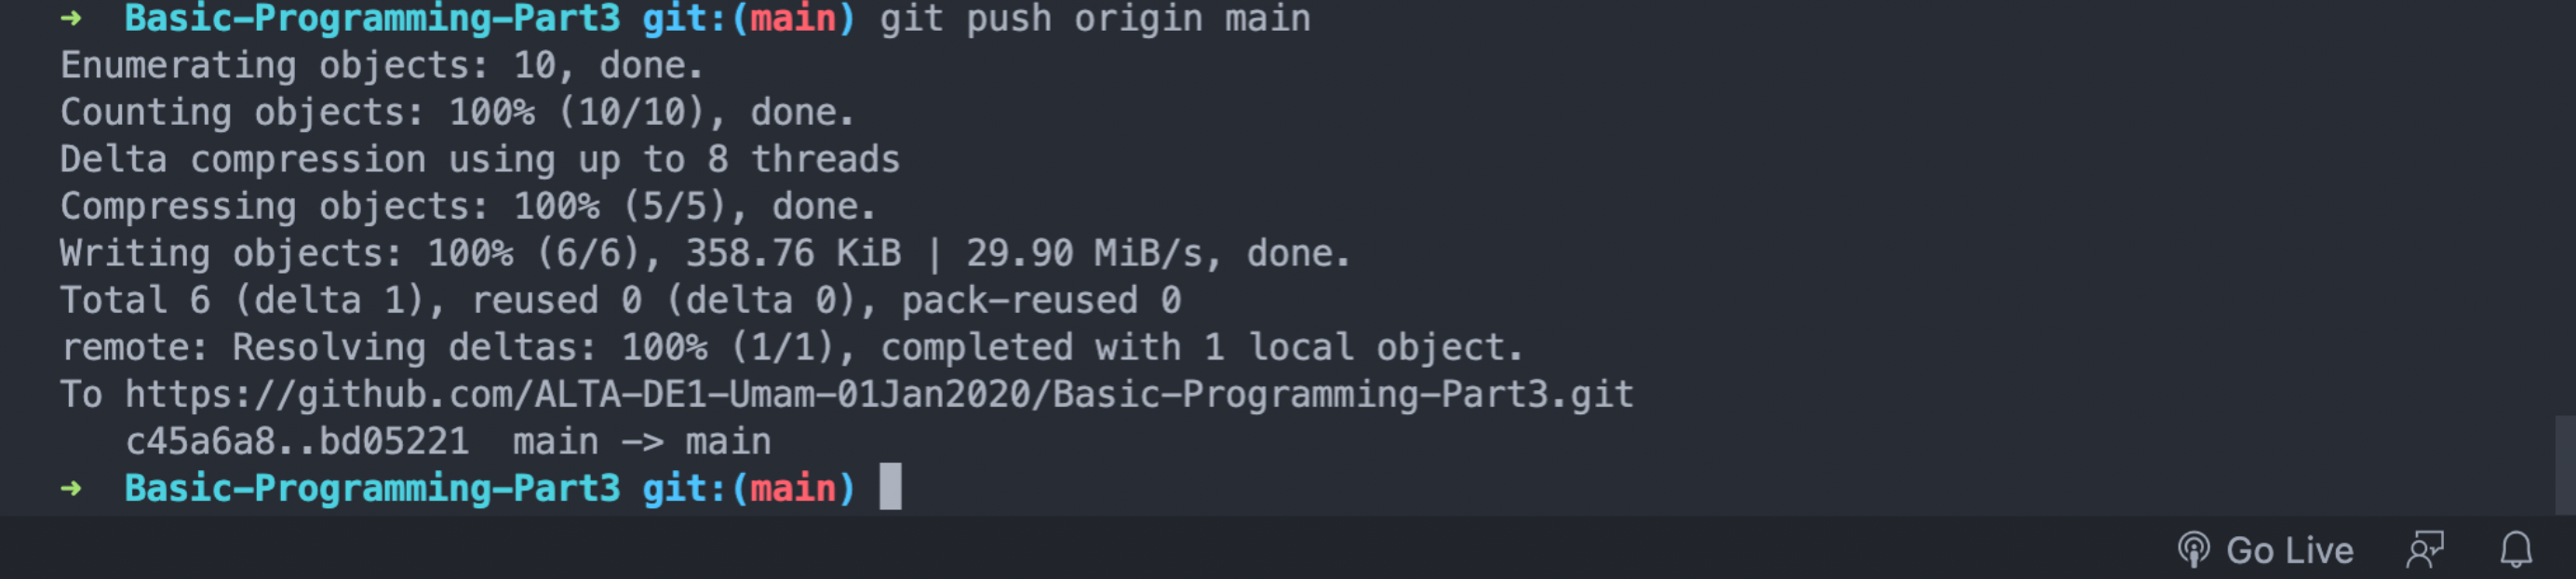 ➜  Basic-Programming-Part3 git:(main) git push origin main
Enumerating objects: 10, done.
Counting objects: 100% (10/10), done.
Delta compression using up to 8 threads
Compressing objects: 100% (5/5), done.
Writing objects: 100% (6/6), 358.76 KiB | 29.90 MiB/s, done.
Total 6 (delta 1), reused 0 (delta 0), pack-reused 0
remote: Resolving deltas: 100% (1/1), completed with 1 local object.
To https://github.com/ALTA-DE1-Umam-01Jan2020/Basic-Programming-Part3.git
   c45a6a8..bd05221  main -> main
➜  Basic-Programming-Part3 git:(main)
Go Live